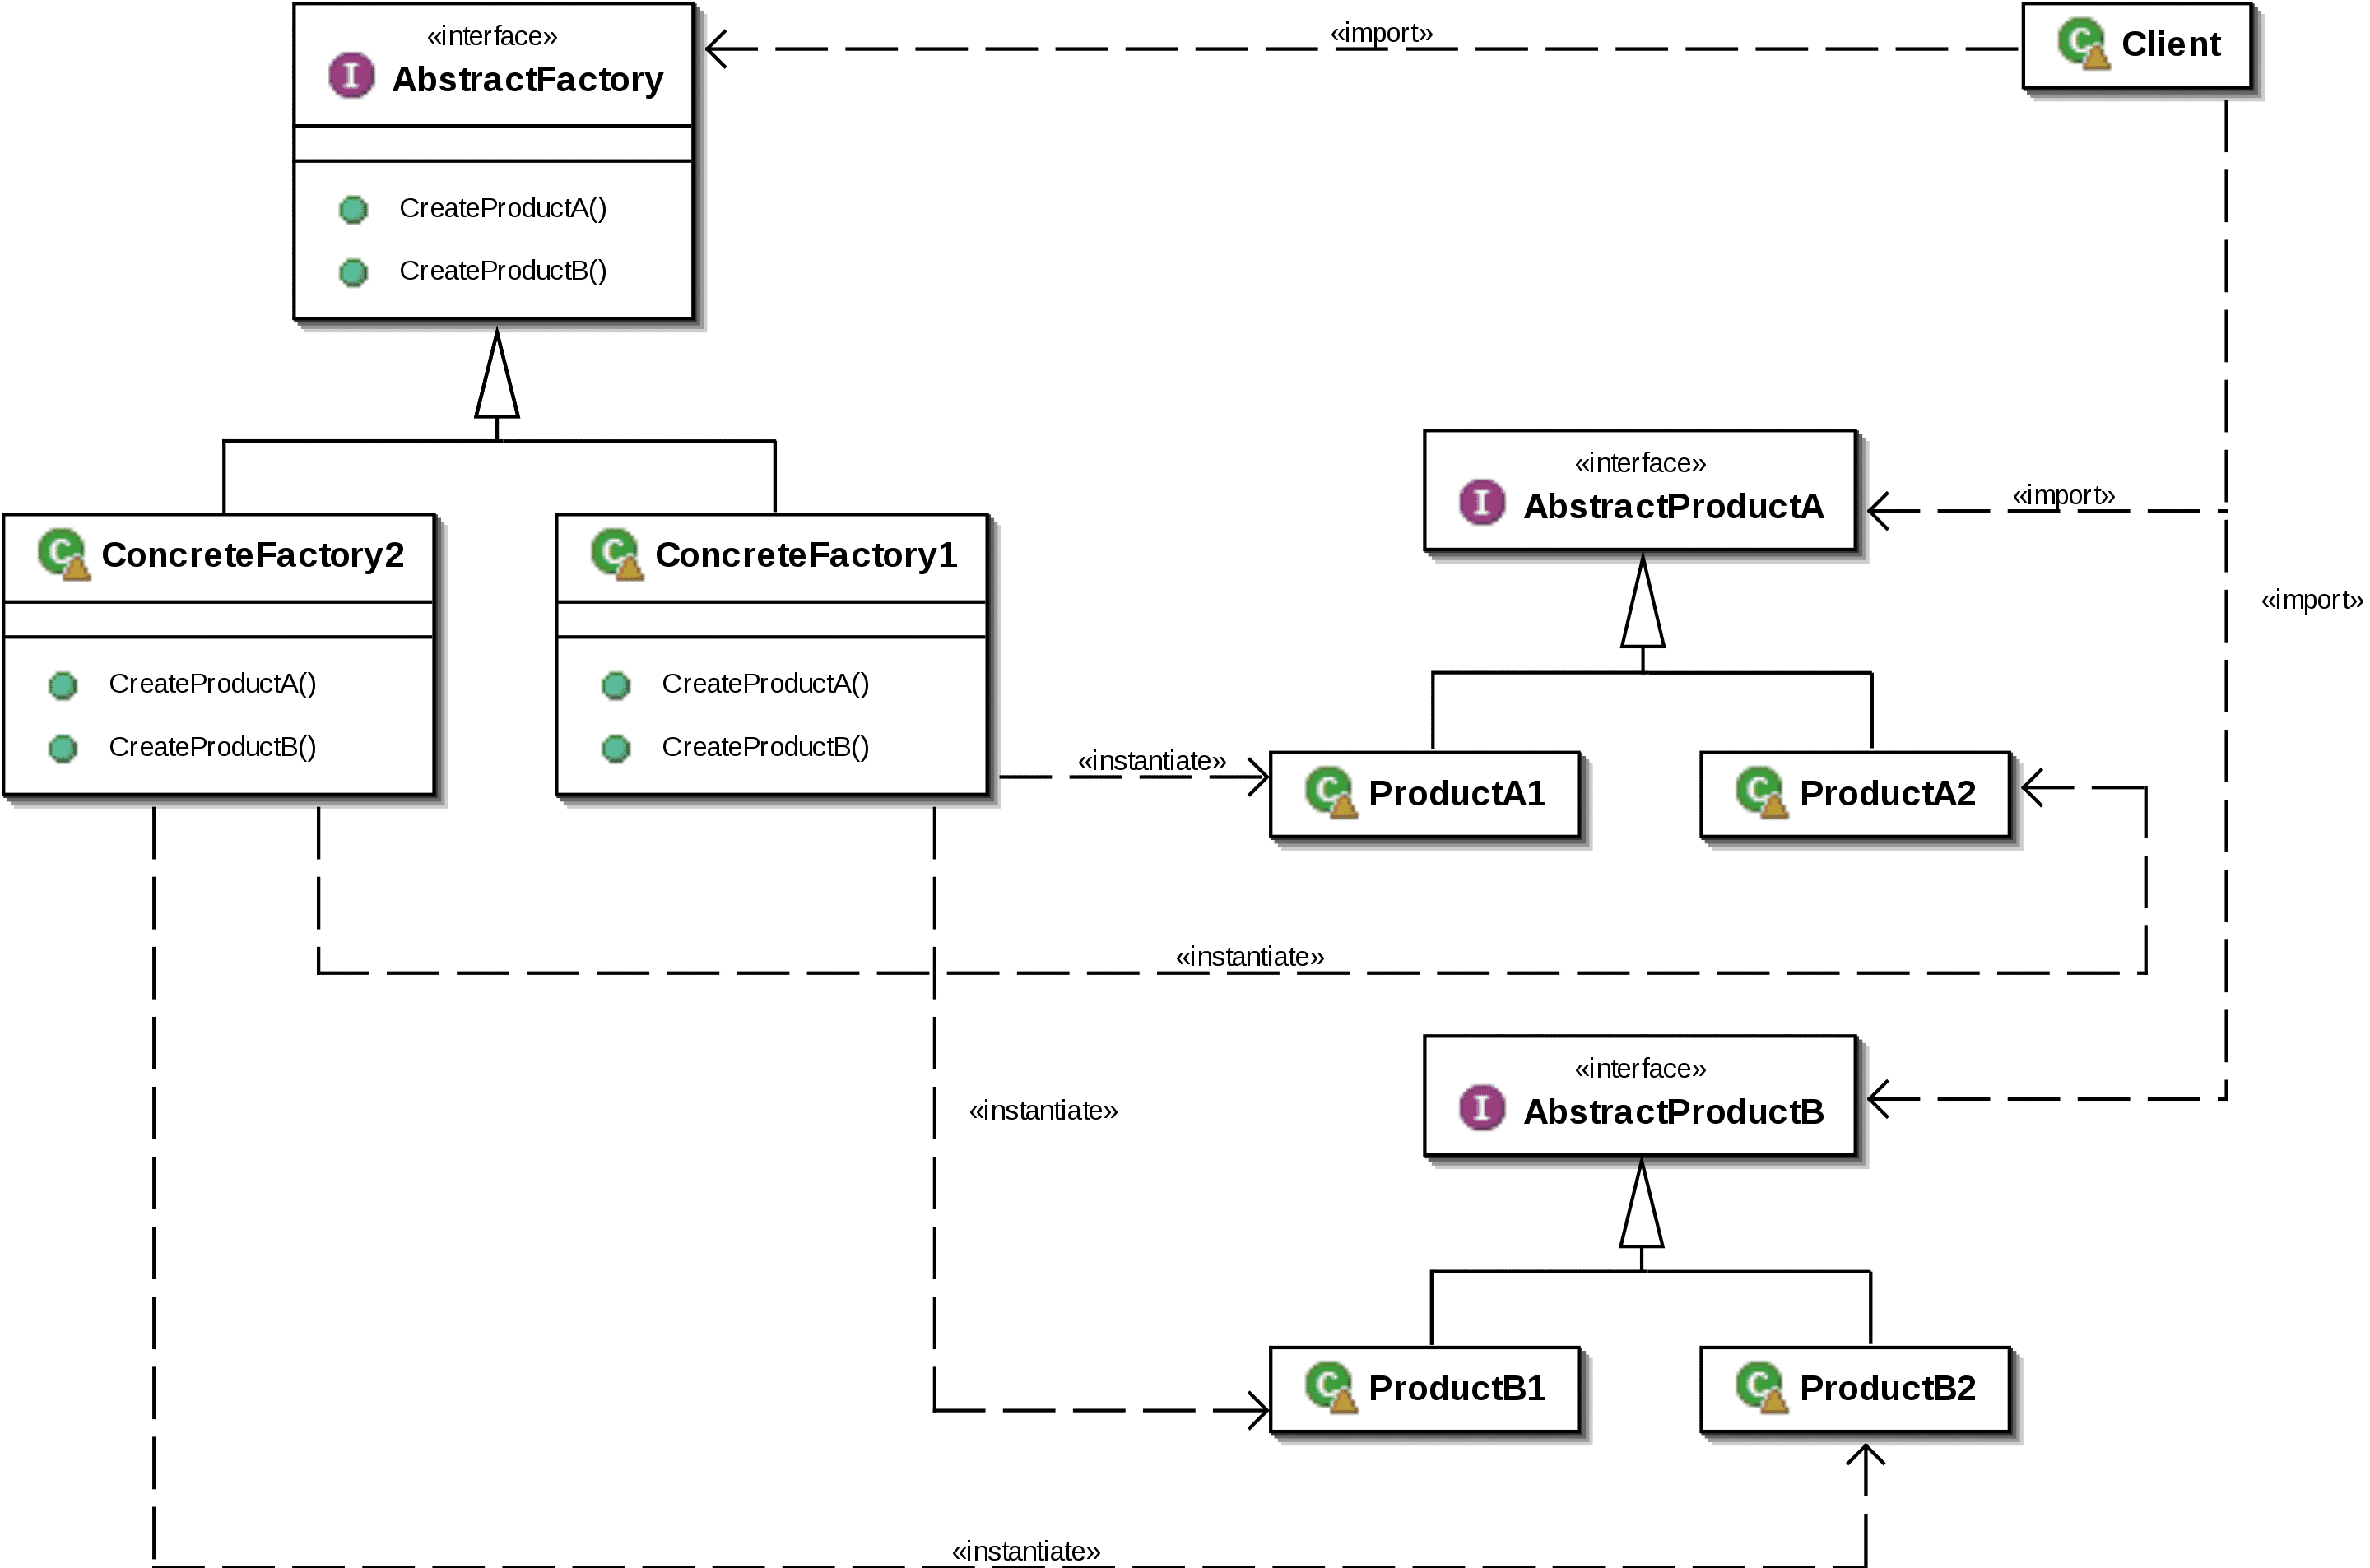 «interface»
AbstractFactory
CreateProductA()
CreateProductB()
«import»
Client
«interface»
AbstractProductA
«import»
«import»
ConcreteFactory2
CreateProductA()
CreateProductB()
ConcreteFactory1
CreateProductA()
CreateProductB()
«instantiate»
ProductA1
ProductA2
«instantiate»
«interface»
AbstractProductB
«instantiate»
ProductB1
ProductB2
«instantiate»